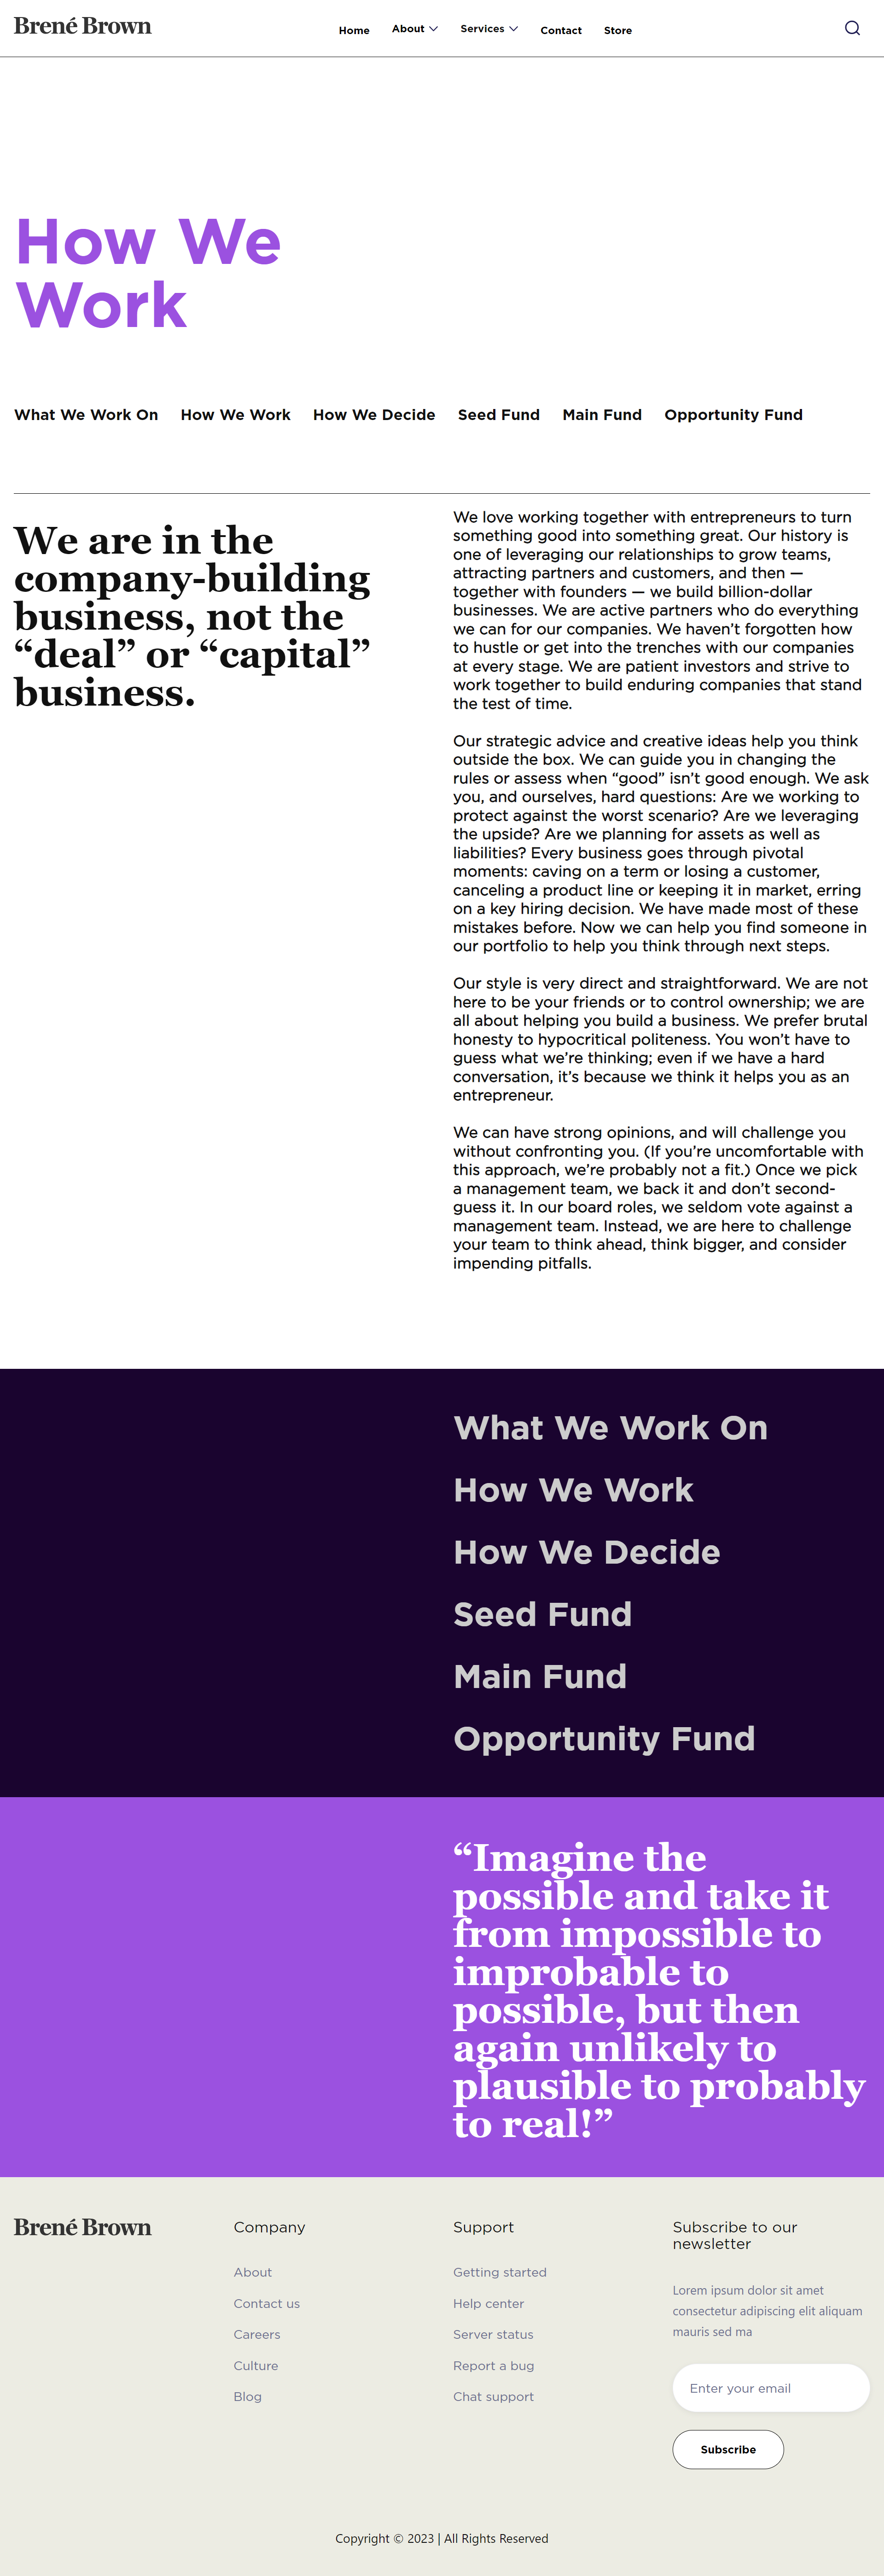 Brené Brown
Home About Services Contact Store
How We
Work
What We Work On How We Work How We Decide Seed Fund Main Fund Opportunity Fund
We are in the
company-building
business, not the
“deal” or “capital”
business.
We love working together with entrepreneurs to turn
something good into something great. Our history is
one of leveraging our relationships to grow teams,
attracting partners and customers, and then —
together with founders — we build billion-dollar
businesses. We are active partners who do everything
we can for our companies. We haven’t forgotten how
to hustle or get into the trenches with our companies
at every stage. We are patient investors and strive to
work together to build enduring companies that stand
the test of time.
Our strategic advice and creative ideas help you think
outside the box. We can guide you in changing the
rules or assess when “good” isn’t good enough. We ask
you, and ourselves, hard questions: Are we working to
protect against the worst scenario? Are we leveraging
the upside? Are we planning for assets as well as
liabilities? Every business goes through pivotal
moments: caving on a term or losing a customer,
canceling a product line or keeping it in market, erring
on a key hiring decision. We have made most of these
mistakes before. Now we can help you find someone in
our portfolio to help you think through next steps.
Our style is very direct and straightforward. We are not
here to be your friends or to control ownership; we are
all about helping you build a business. We prefer brutal
honesty to hypocritical politeness. You won’t have to
guess what we’re thinking; even if we have a hard
conversation, it’s because we think it helps you as an
entrepreneur.
We can have strong opinions, and will challenge you
without confronting you. (If you’re uncomfortable with
this approach, we’re probably not a fit.) Once we pick
a management team, we back it and don’t second-
guess it. In our board roles, we seldom vote against a
management team. Instead, we are here to challenge
your team to think ahead, think bigger, and consider
impending pitfalls.
What We Work On
How We Work
How We Decide
Seed Fund
Main Fund
Opportunity Fund
“Imagine the
possible and take it
from impossible to
improbable to
possible, but then
again unlikely to
plausible to probably
to real!”
Brené Brown
Company
About
Contact us
Careers
Culture
Blog
Support
Getting started
Help center
Server status
Report a bug
Chat support
Subscribe to our
newsletter
Lorem ipsum dolor sit amet
consectetur adipiscing elit aliquam
mauris sed ma
Enter your email
Subscribe
Copyright © 2023 | All Rights Reserved